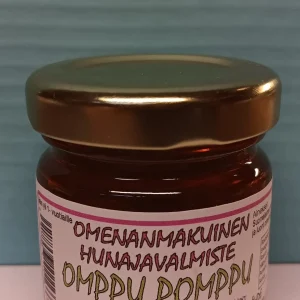 OMENANMAKUINEN
HUNAJAVALMISTE
OMPPU POMPPU